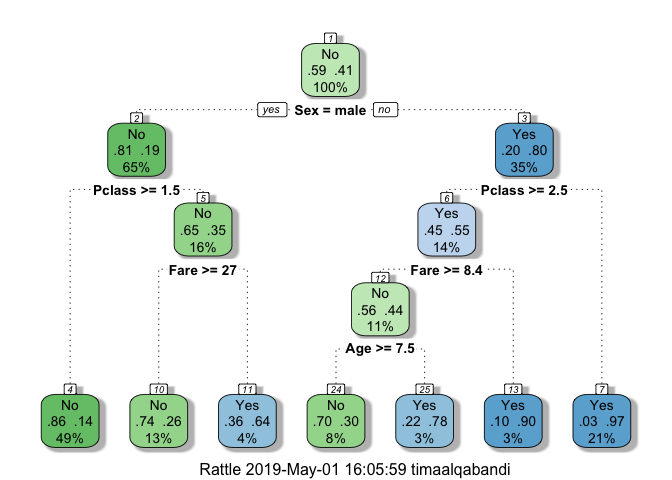 1
No
.59 .41
100%
yes Sex = male no
2
No
.81 .19
65%
3
Yes
.20 .80
35%
Pclass >= 1.5
Pclass >= 2.5
5
No
.65 .35
16%
6
Yes
.45 .55
14%
Fare >= 27
Fare >= 8.4
12
No
.56 .44
11%
Age >= 7.5
4
No
.86 .14
49%
10
No
.74 .26
13%
11
Yes
.36 .64
4%
24
No
.70 .30
8%
25
Yes
.22 .78
3%
13
Yes
.10 .90
3%
7
Yes
.03 .97
21%
Rattle 2019-May-01 16:05:59 timaalqabandi